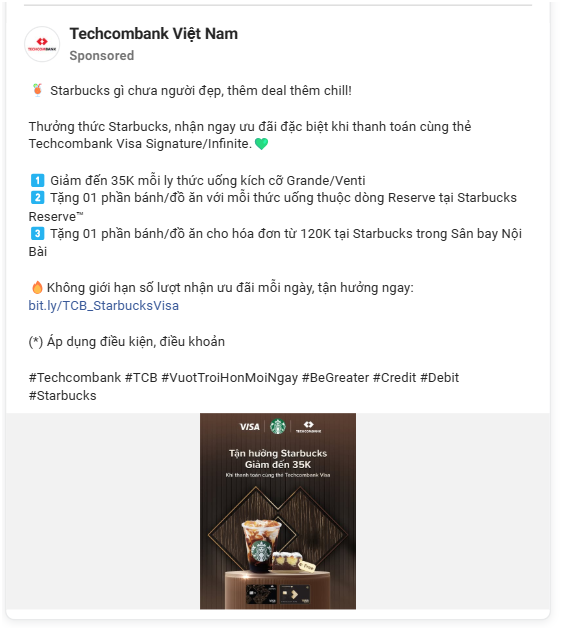 Techcombank Việt Nam
TECHCOMBANK
Sponsored
🍹 Starbucks gì chưa người đẹp, thêm deal thêm chill!
Thưởng thức Starbucks, nhận ngay ưu đãi đặc biệt khi thanh toán cùng thẻ
Techcombank Visa Signature/Infinite. 💚
1️⃣ Giảm đến 35K mỗi ly thức uống kích cỡ Grande/Venti
2️⃣ Tặng 01 phần bánh/đồ ăn với mỗi thức uống thuộc dòng Reserve tại Starbucks
Reserve™
3️⃣ Tặng 01 phần bánh/đồ ăn cho hóa đơn từ 120K tại Starbucks trong Sân bay Nội
Bài
🔥Không giới hạn số lượt nhận ưu đãi mỗi ngày, tận hưởng ngay:
bit.ly/TCB_StarbucksVisa
(*) Áp dụng điều kiện, điều khoản
#Techcombank #TCB #VuotTroiHonMoiNgay #BeGreater #Credit #Debit
#Starbucks
VISA
TECHCOMBANK
Tận hưởng Starbucks
Giảm đến 35K
Khi thanh toán cùng thẻ Techcombank Visa